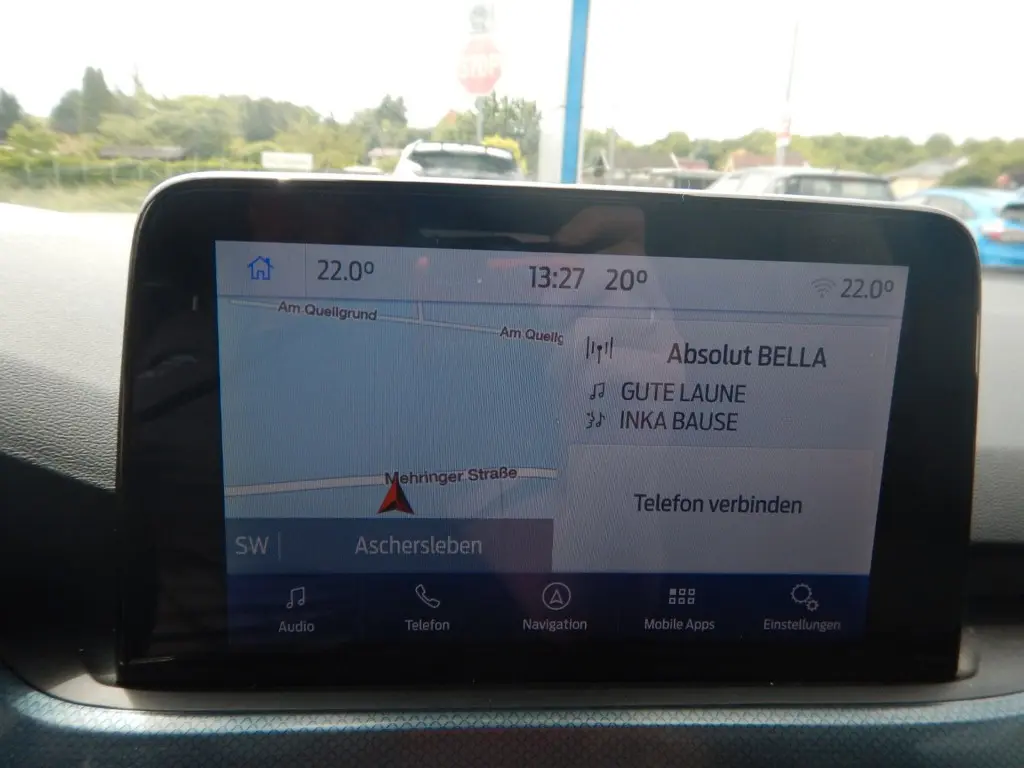 STOP
22.0°
13:27
20°
22.0°
Am Quellgrund
Am Quellg
Absolut BELLA
GUTE LAUNE
INKA BAUSE
Mehringer Straße
Telefon verbinden
SW
Aschersleben
Audio
Telefon
Navigation
Mobile Apps
Einstellungen